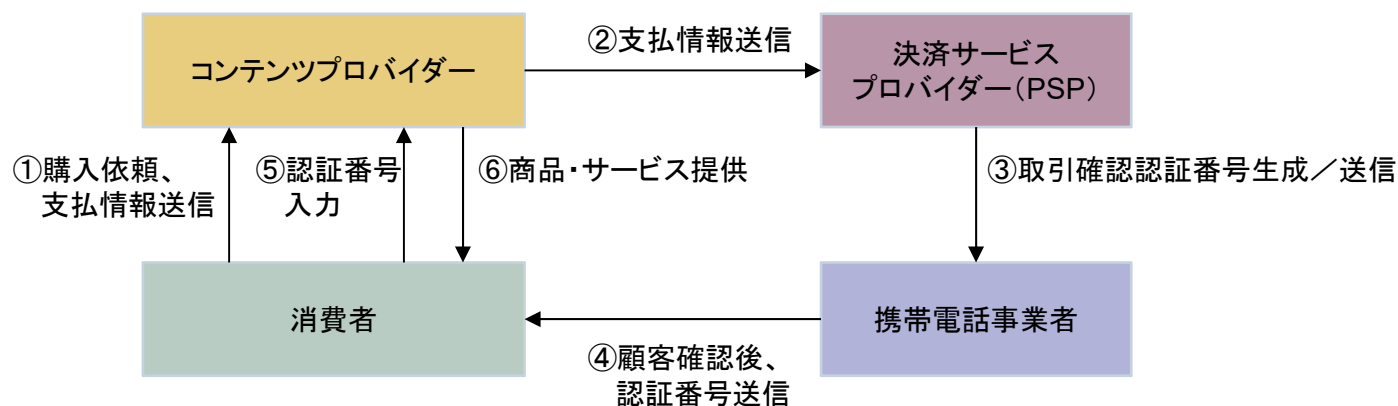 コンテンツプロバイダー
②支払情報送信
決済サービス
プロバイダー（PSP）
①購入依頼、
支払情報送信
⑤認証番号
入力
⑥商品・サービス提供
③取引確認認証番号生成／送信
消費者
携帯電話事業者
④顧客確認後、
認証番号送信